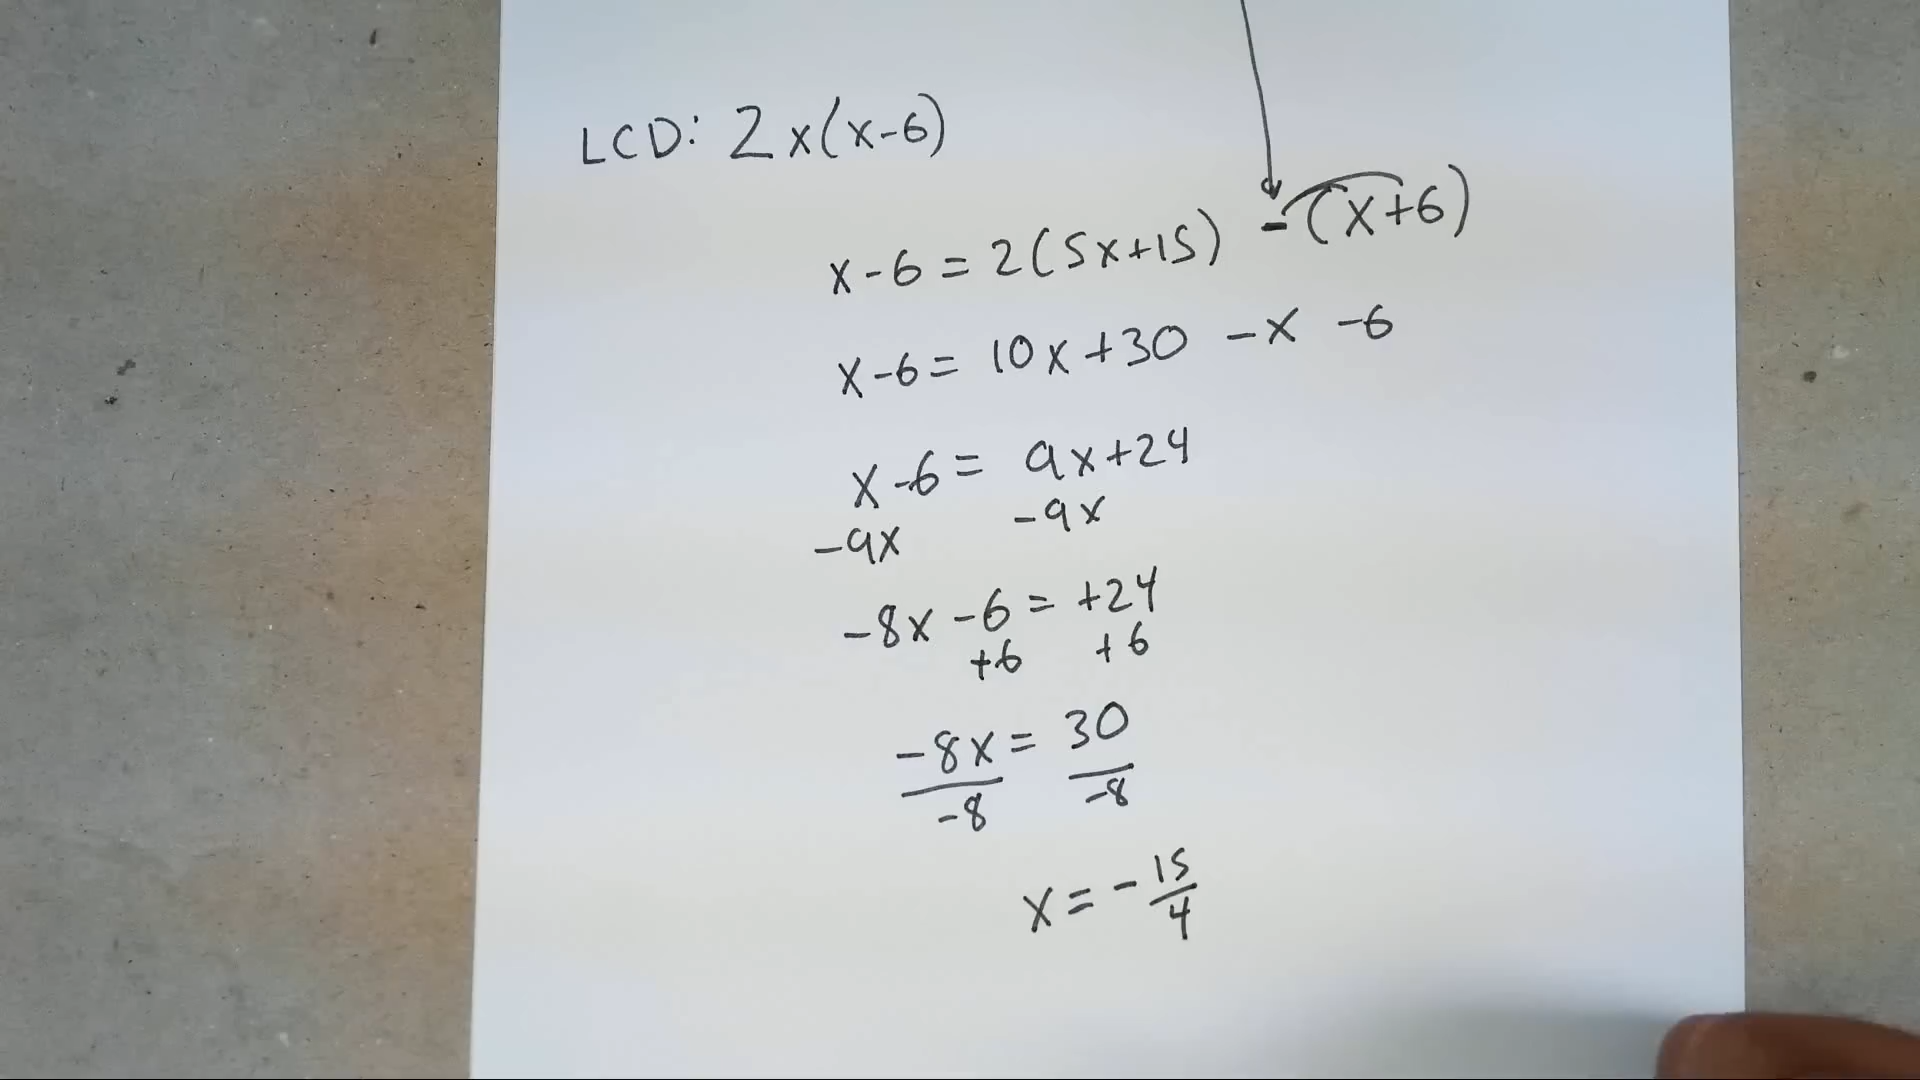 LCD: 2x(x-6)
x-6=2(5x+15) -(x+6)
x-6= 10x+30 -x -6
x-6= 9x+24
-9x -9x
-8x-6= +24
+6 +6
-8x= 30
-8 -8
x=-15/4